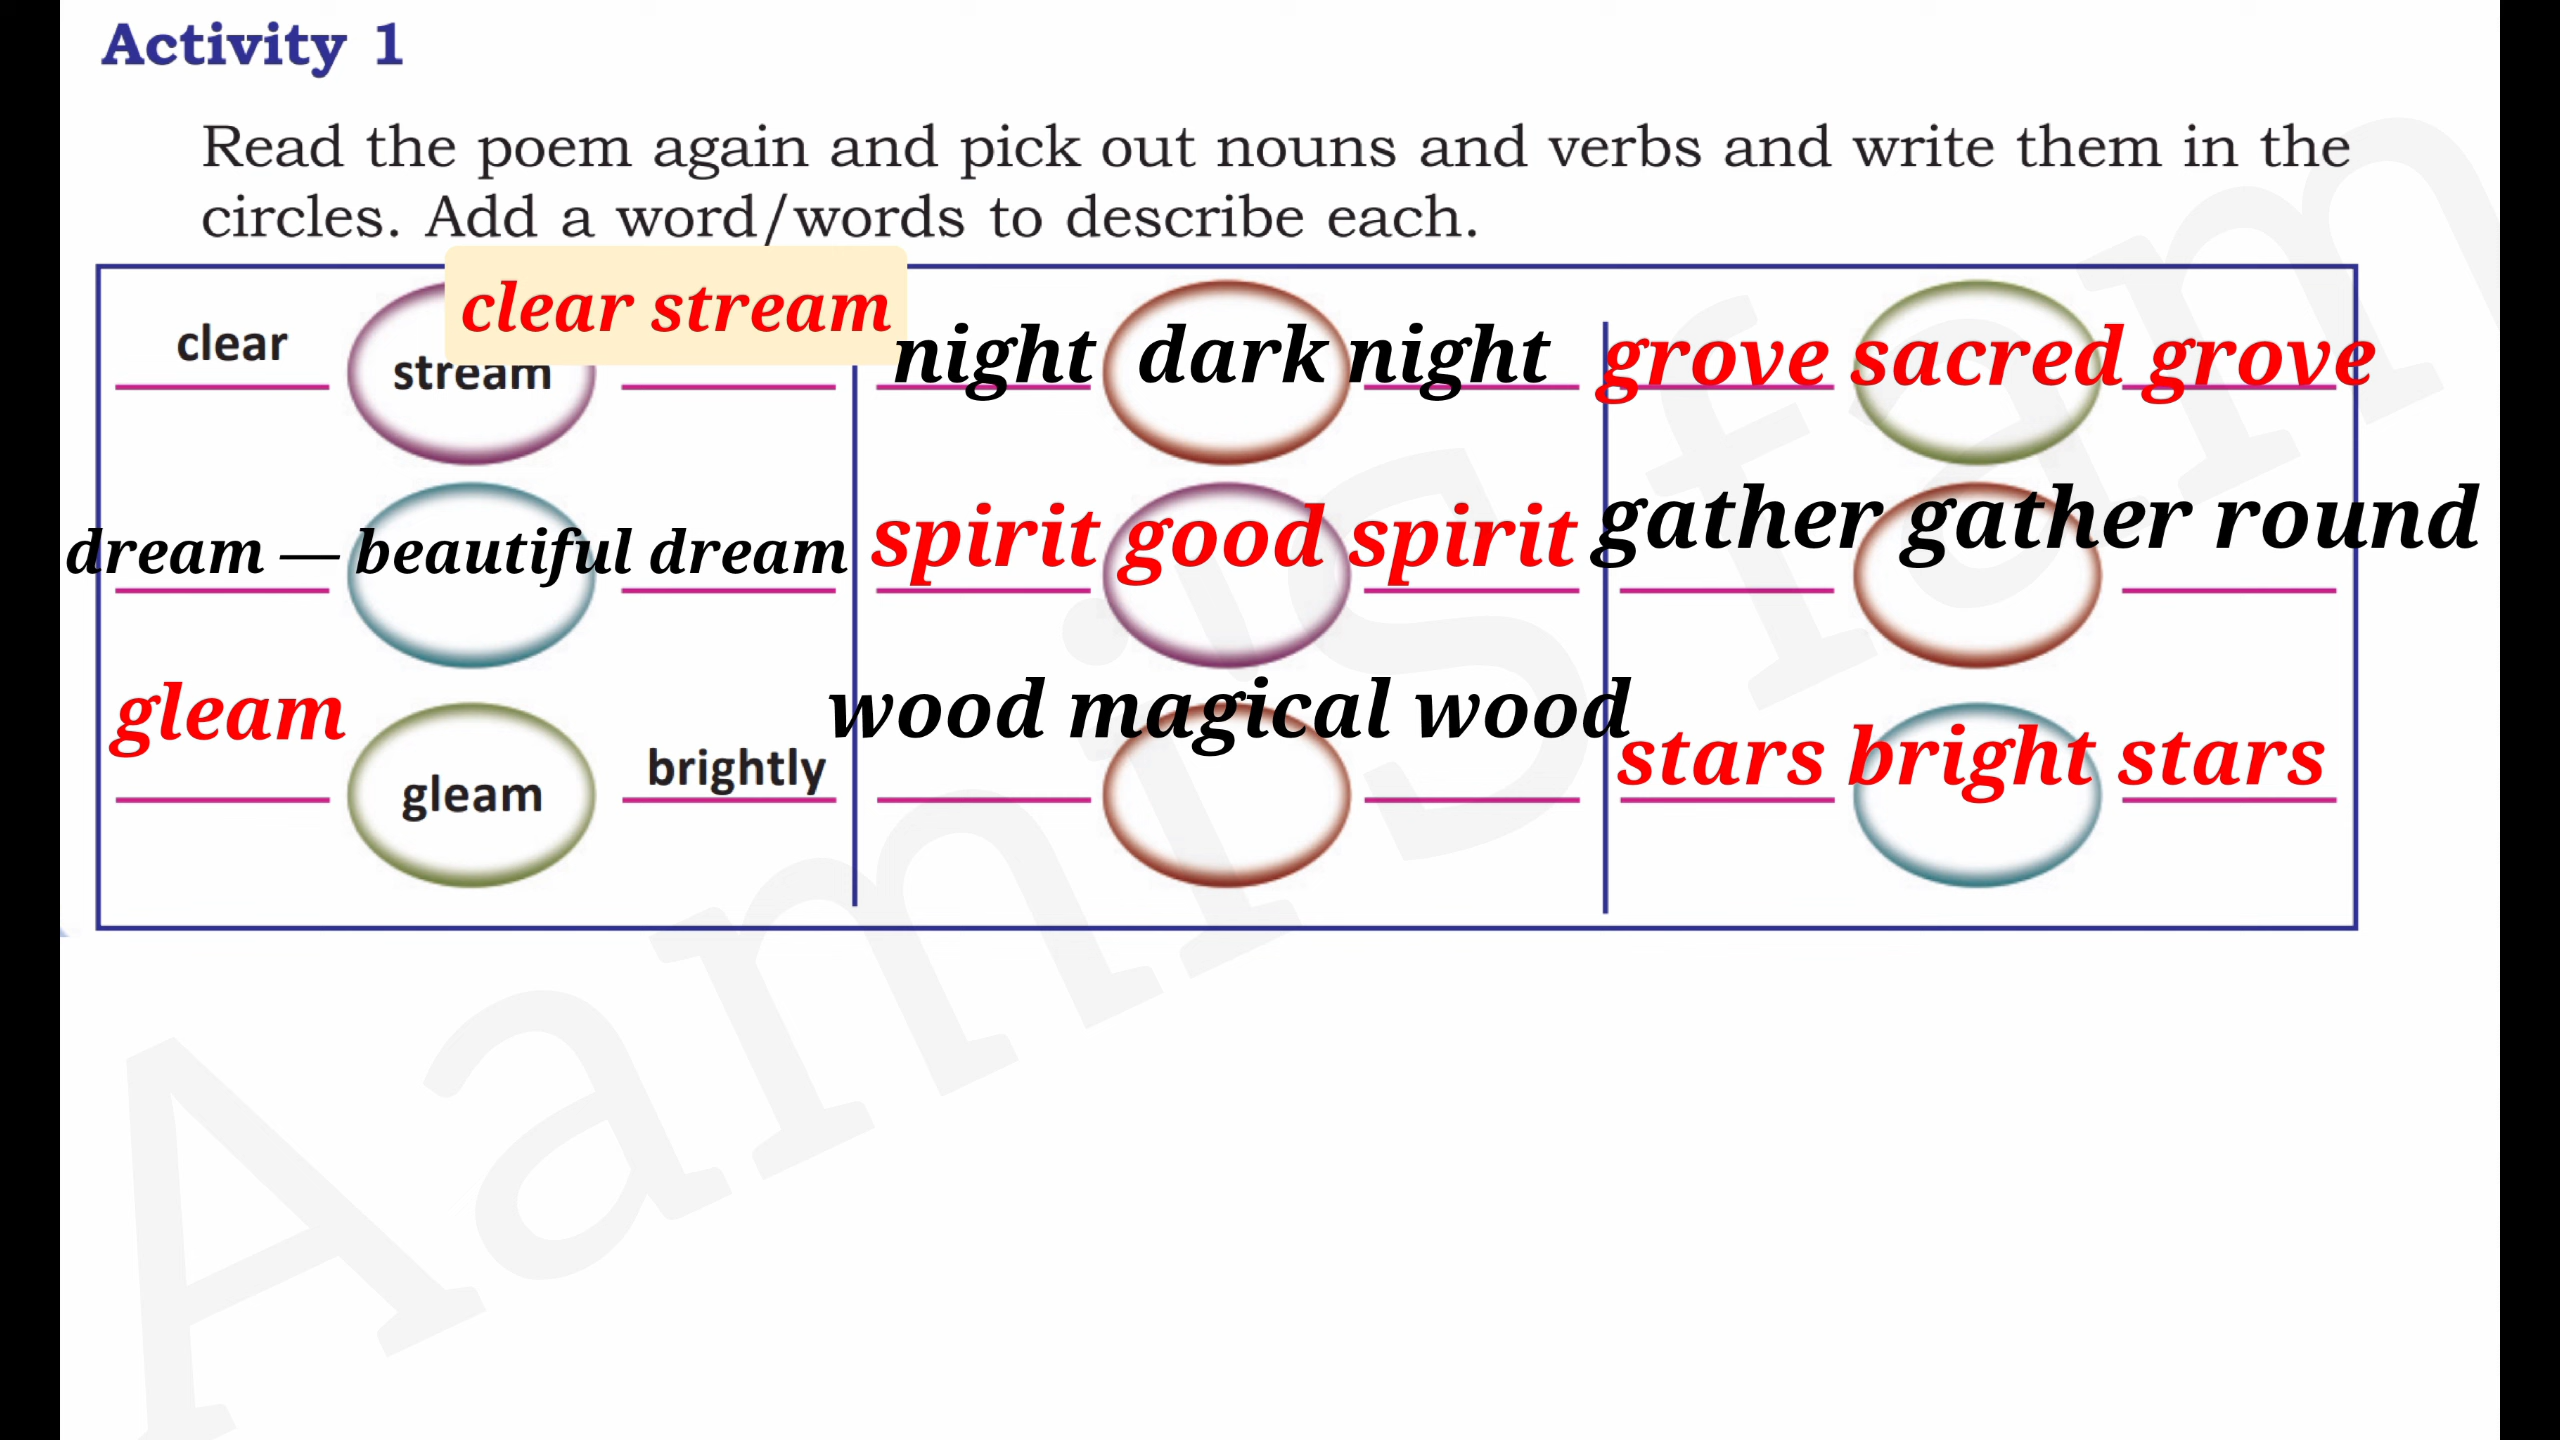 Activity 1
Read the poem again and pick out nouns and verbs and write them in the
circles. Add a word/words to describe each.
clear stream
clear stream
night dark night
grove sacred grove
dream — beautiful dream
spirit good spirit
gather gather round
gleam
gleam brightly
wood magical wood
stars bright stars
Aami's fam